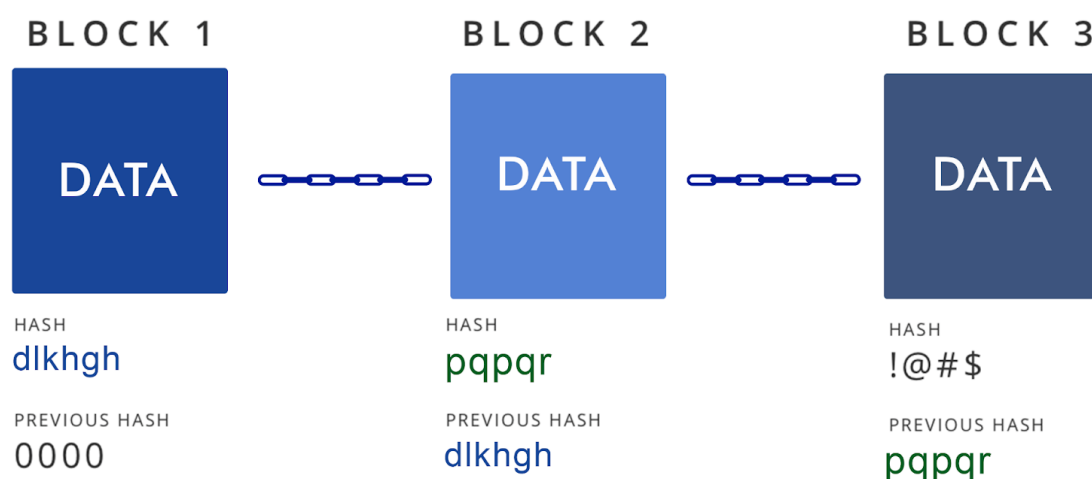 BLOCK 1
DATA
HASH
dlkhgh
PREVIOUS HASH
0000
BLOCK 2
DATA
HASH
pqpqr
PREVIOUS HASH
dlkhgh
BLOCK 3
DATA
HASH
!@#$
PREVIOUS HASH
pqpqr